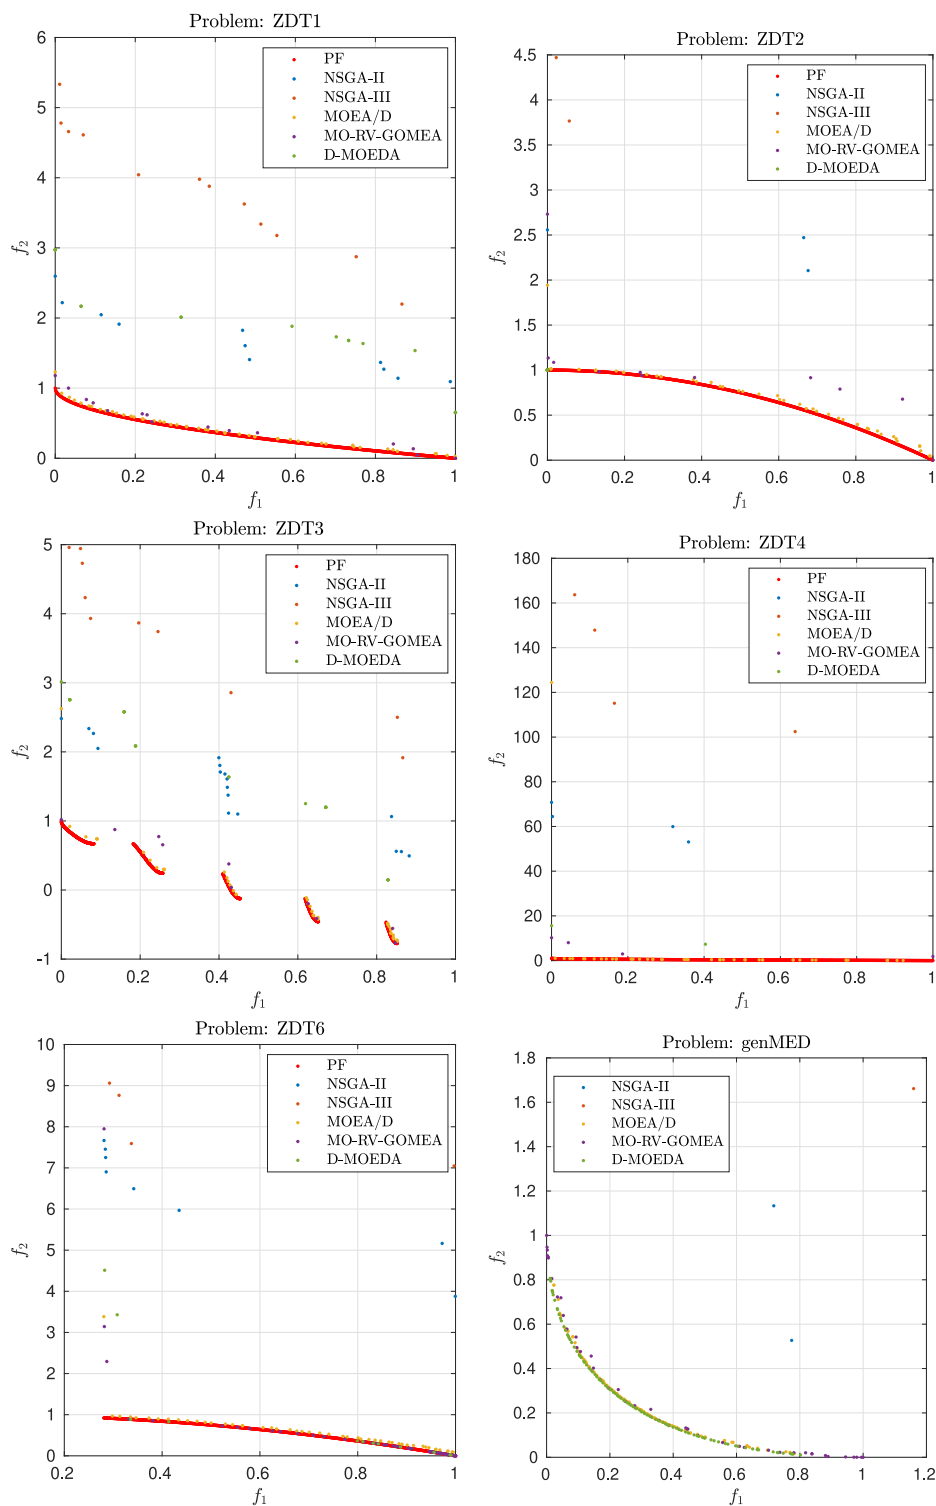 Problem: ZDT1
6
5
4
3
2
1
0
f2
0
0.2
0.4
0.6
0.8
1
f1
PF
NSGA-II
NSGA-III
MOEA/D
MO-RV-GOMEA
D-MOEDA
Problem: ZDT2
4.5
4
3.5
3
2.5
2
1.5
1
0.5
0
f2
0
0.2
0.4
0.6
0.8
1
f1
PF
NSGA-II
NSGA-III
MOEA/D
MO-RV-GOMEA
D-MOEDA
Problem: ZDT3
5
4
3
2
1
0
-1
f2
0
0.2
0.4
0.6
0.8
1
f1
PF
NSGA-II
NSGA-III
MOEA/D
MO-RV-GOMEA
D-MOEDA
Problem: ZDT4
180
160
140
120
100
80
60
40
20
0
f2
0
0.2
0.4
0.6
0.8
1
f1
PF
NSGA-II
NSGA-III
MOEA/D
MO-RV-GOMEA
D-MOEDA
Problem: ZDT6
10
9
8
7
6
5
4
3
2
1
0
f2
0.2
0.4
0.6
0.8
1
f1
PF
NSGA-II
NSGA-III
MOEA/D
MO-RV-GOMEA
D-MOEDA
Problem: genMED
1.8
1.6
1.4
1.2
1
0.8
0.6
0.4
0.2
0
f2
0
0.2
0.4
0.6
0.8
1
1.2
f1
NSGA-II
NSGA-III
MOEA/D
MO-RV-GOMEA
D-MOEDA